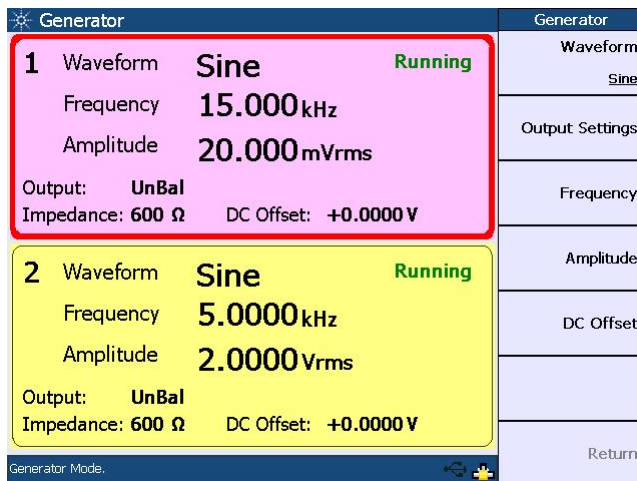 Generator
1 Waveform Sine Running
Frequency 15.000 kHz
Amplitude 20.000 mVrms
Output: UnBal
Impedance: 600 Ω DC Offset: +0.0000 V
2 Waveform Sine Running
Frequency 5.0000 kHz
Amplitude 2.0000 Vrms
Output: UnBal
Impedance: 600 Ω DC Offset: +0.0000 V
Generator Mode.
Generator
Waveform
Sine
Output Settings
Frequency
Amplitude
DC Offset
Return